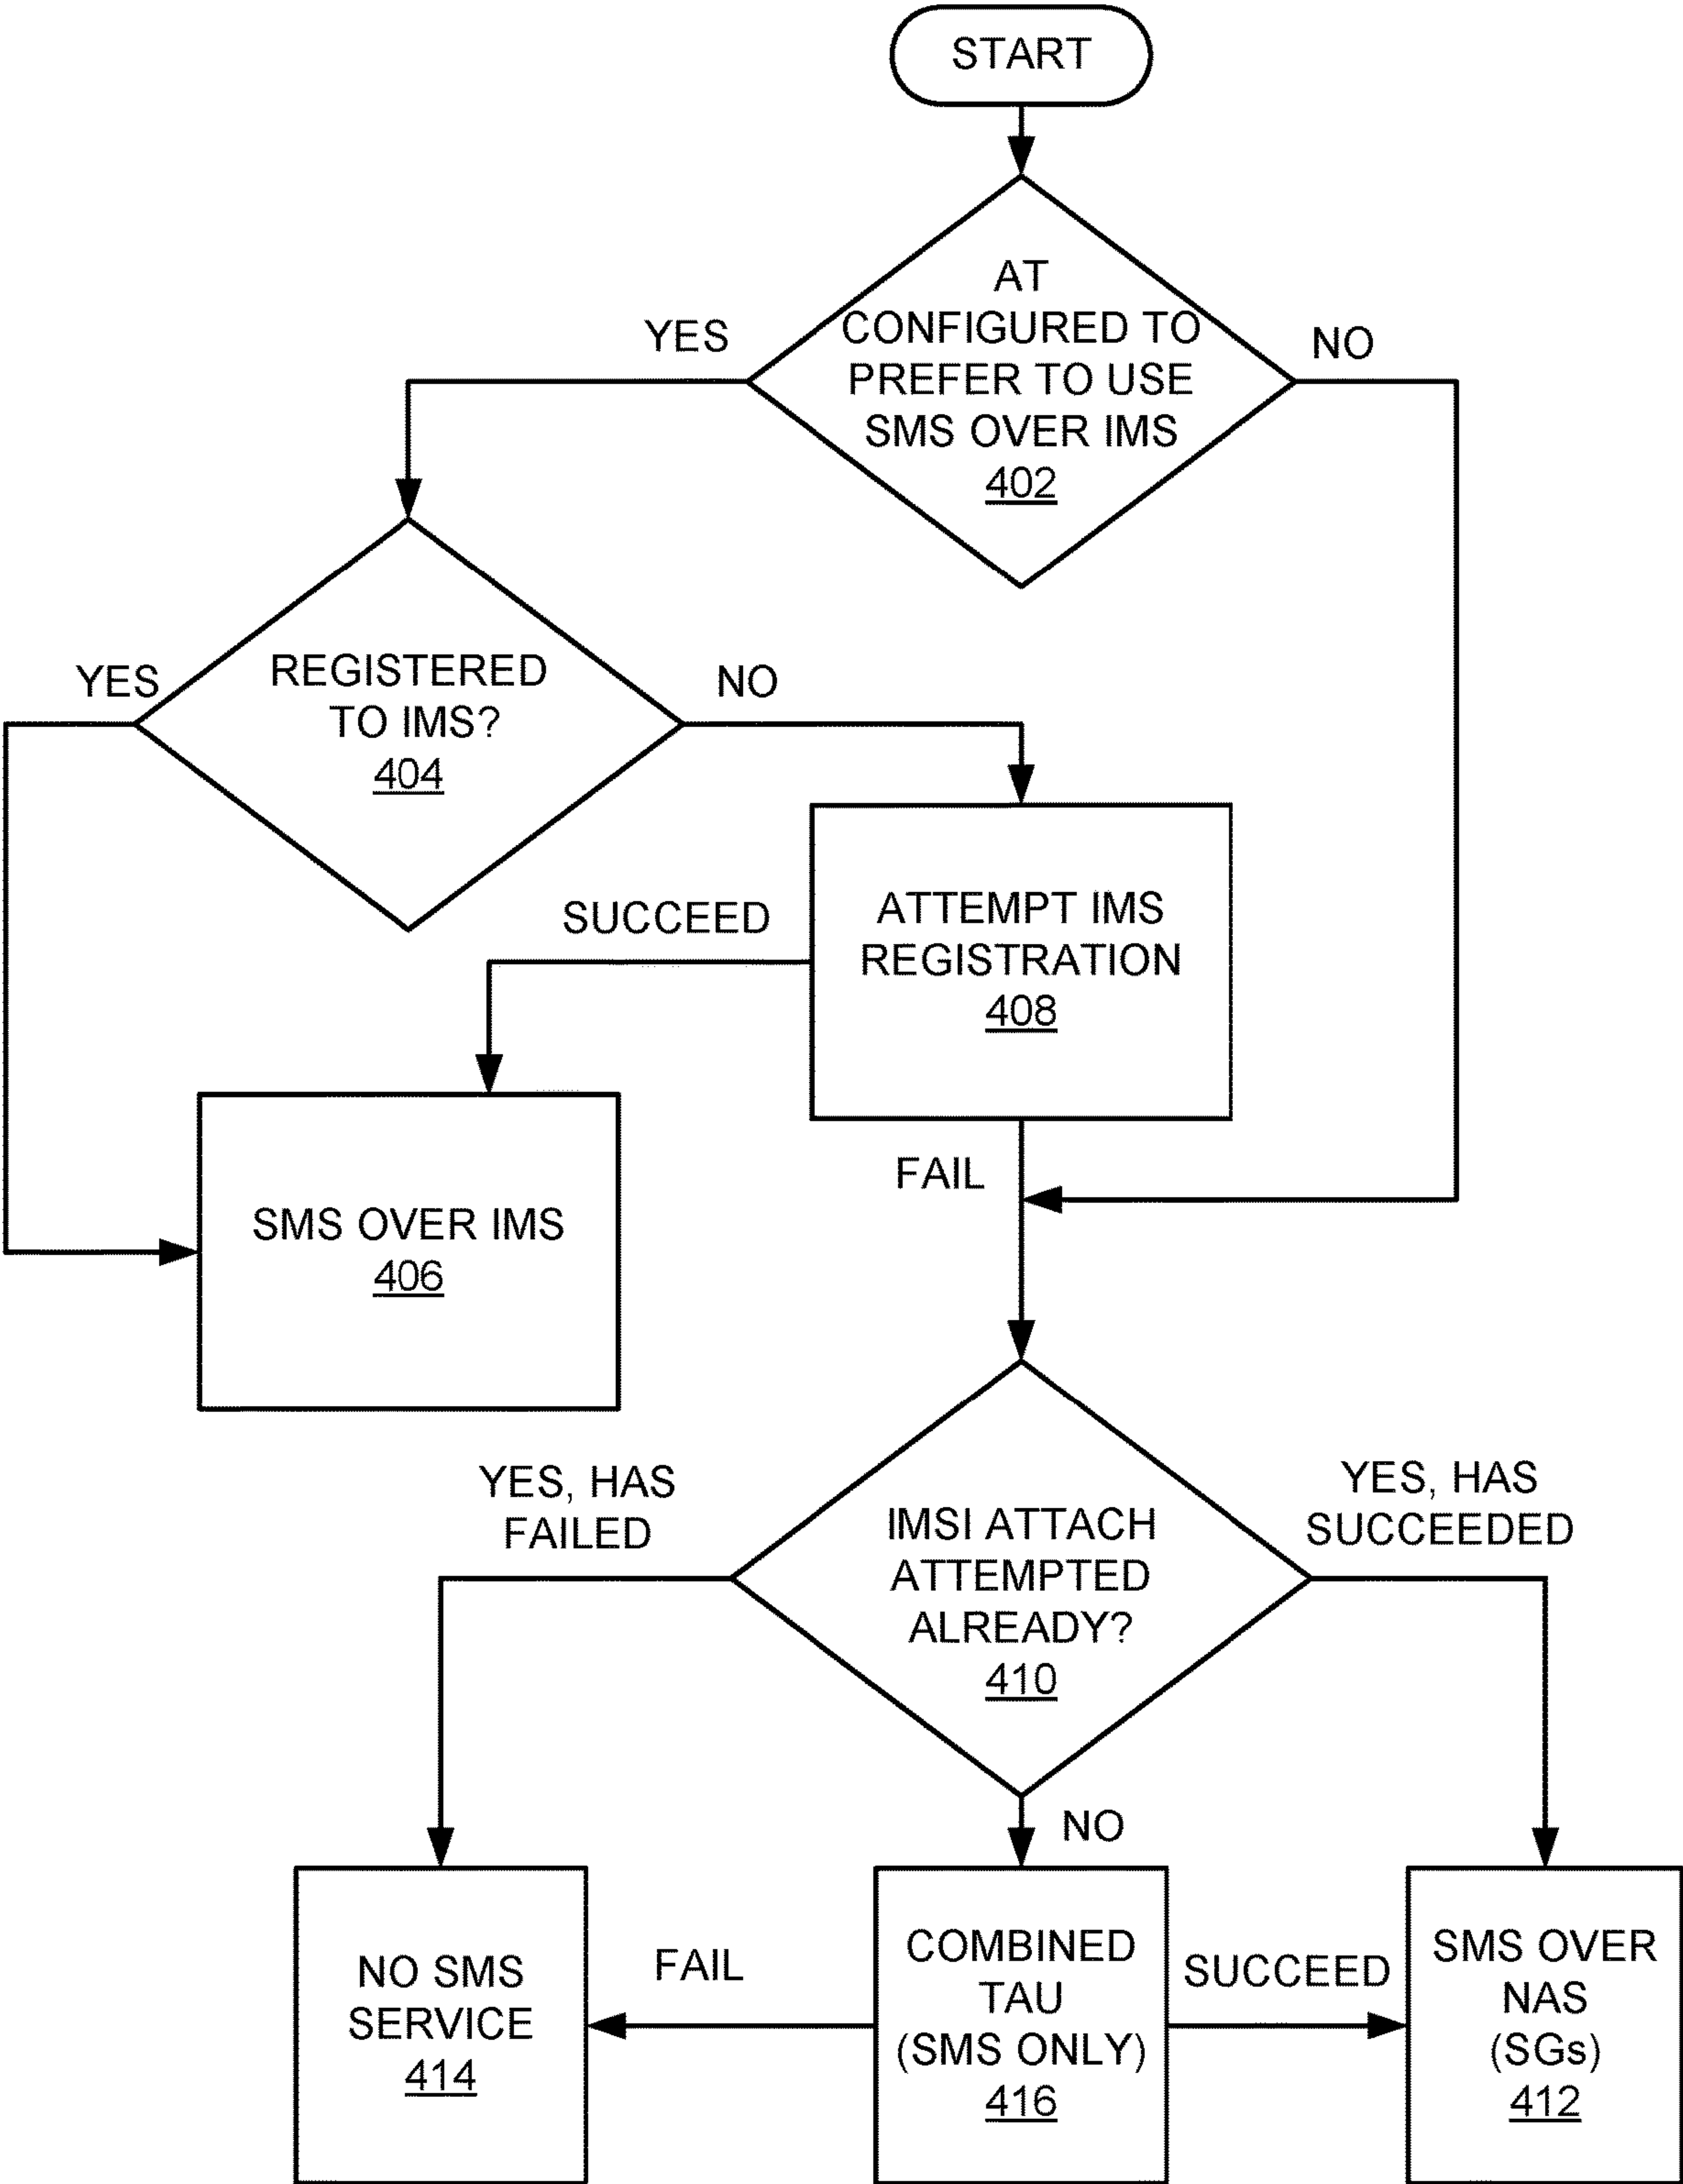 START
AT
CONFIGURED TO
PREFER TO USE
SMS OVER IMS
402
YES
NO
REGISTERED
TO IMS?
404
YES
NO
ATTEMPT IMS
REGISTRATION
408
SUCCEED
FAIL
SMS OVER IMS
406
IMSI ATTACH
ATTEMPTED
ALREADY?
410
YES, HAS
FAILED
YES, HAS
SUCCEEDED
NO
NO SMS
SERVICE
414
FAIL
COMBINED
TAU
(SMS ONLY)
416
SUCCEED
SMS OVER
NAS
(SGs)
412